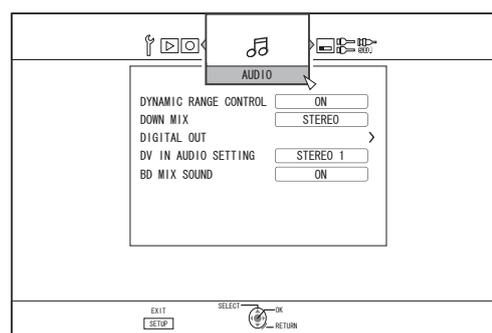 AUDIO
DYNAMIC RANGE CONTROL ON
DOWN MIX STEREO
DIGITAL OUT
DV IN AUDIO SETTING STEREO 1
BD MIX SOUND ON
EXIT
SETUP
SELECT
OK
RETURN